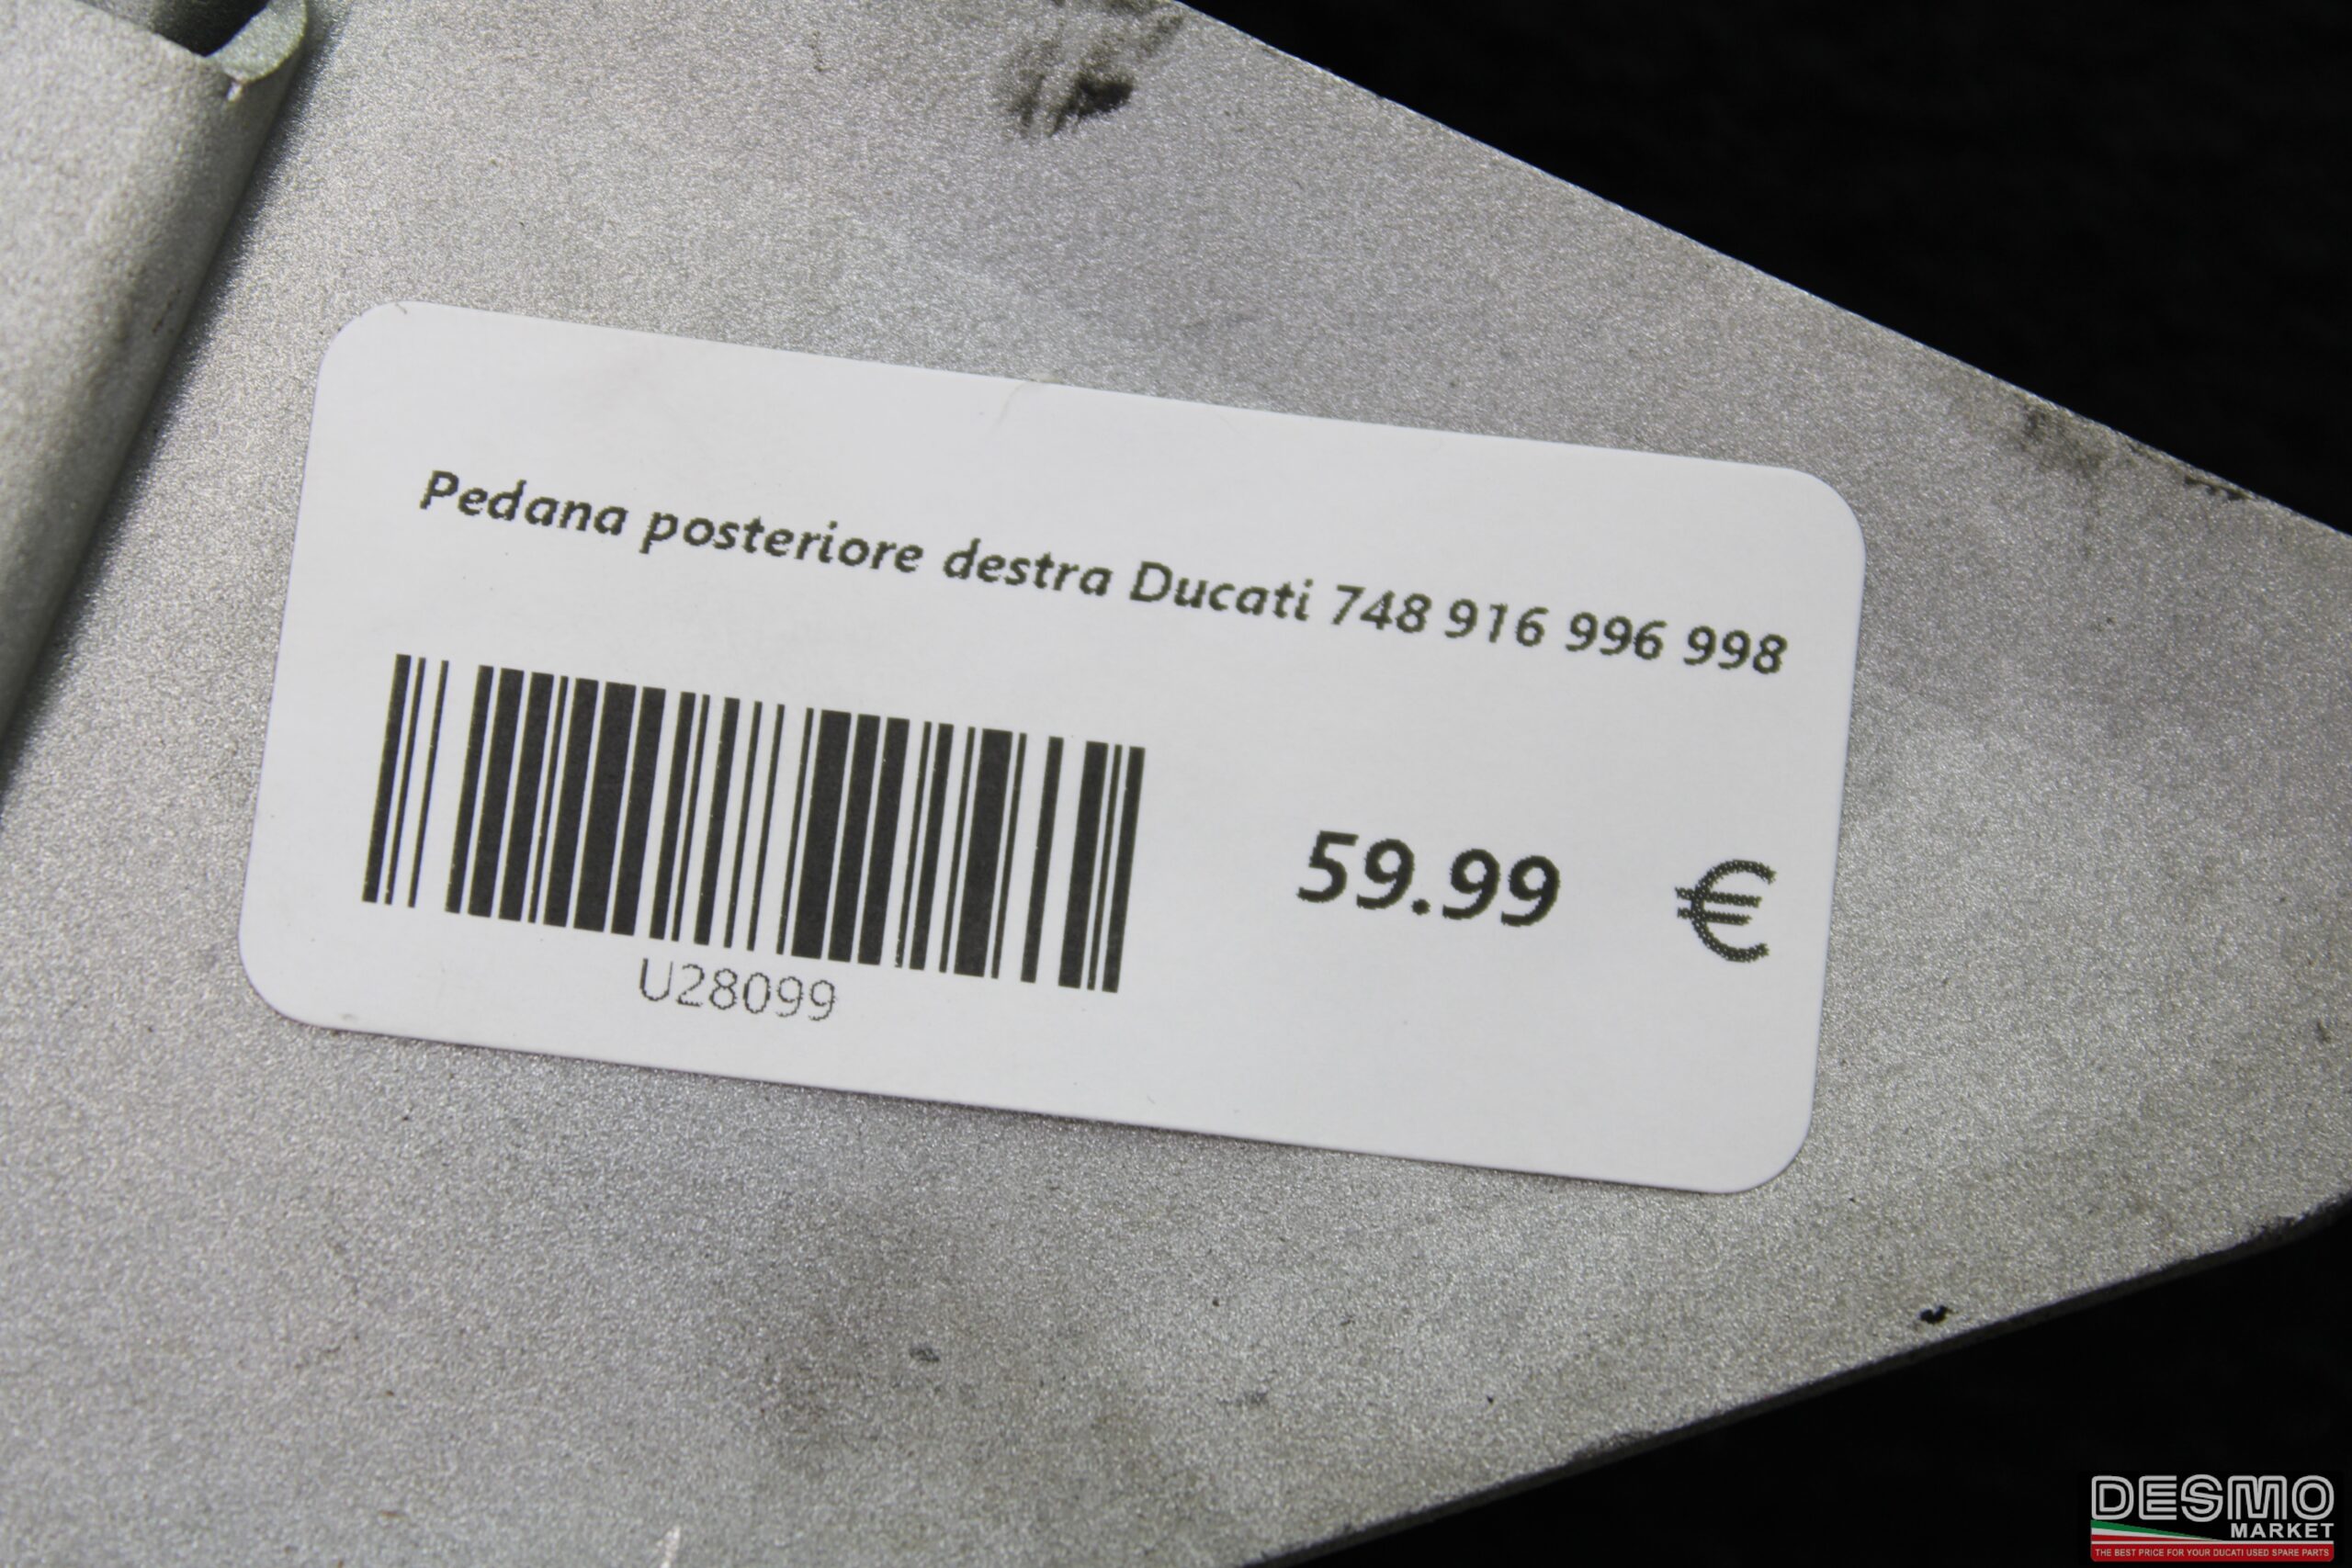 Pedana posteriore destra Ducati 748 916 996 998
59.99 €
U28099
DESMO
MARKET
THE BEST PRICE FOR YOUR DUCATI USED SPARE PARTS